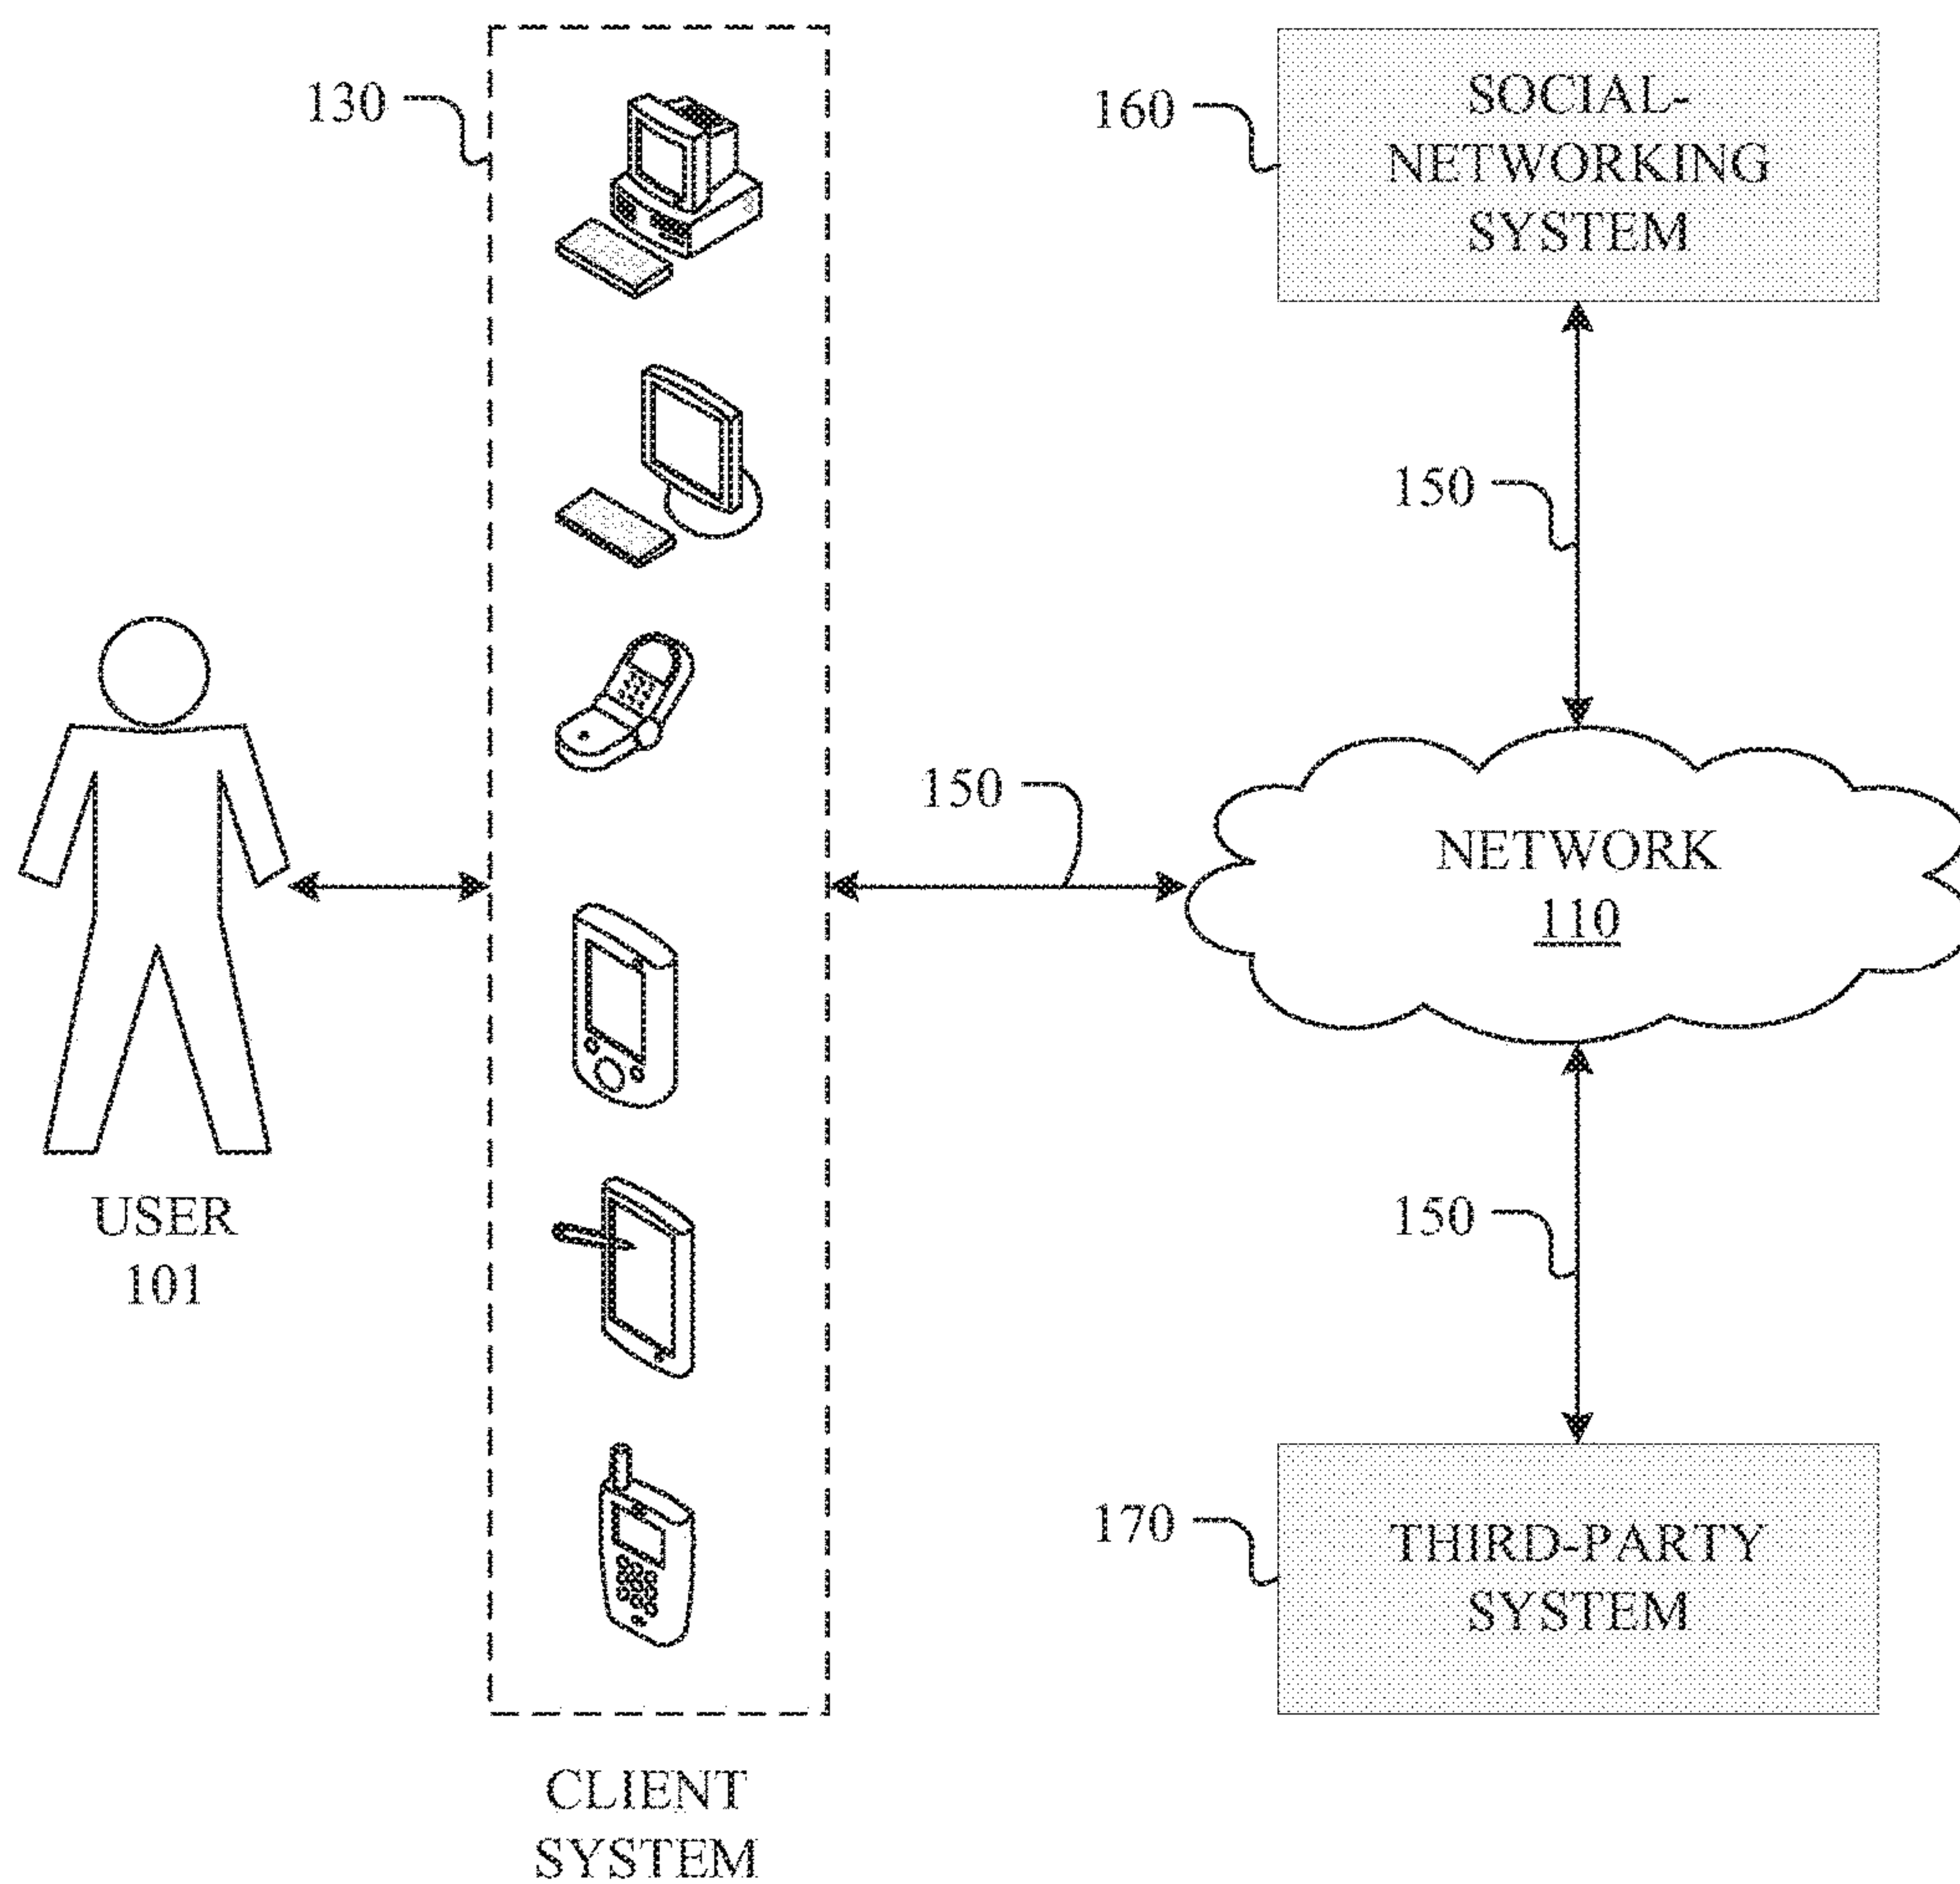 130
160
SOCIAL-
NETWORKING
SYSTEM
150
150
NETWORK
110
USER
101
150
170
THIRD-PARTY
SYSTEM
CLIENT
SYSTEM